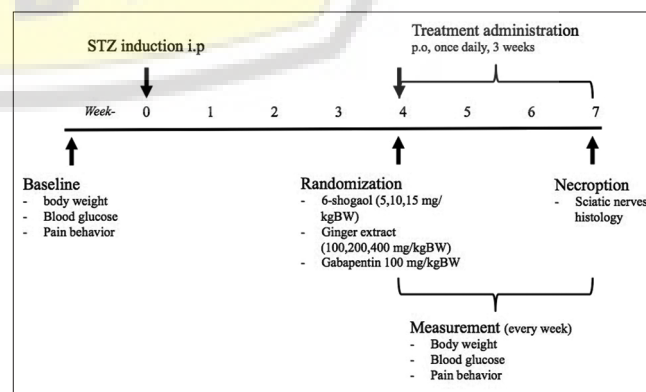 STZ induction i.p
Treatment administration
p.o, once daily, 3 weeks
Week- 0 1 2 3 4 5 6 7
Baseline
- body weight
- Blood glucose
- Pain behavior
Randomization
- 6-shogaol (5,10,15 mg/
kgBW)
- Ginger extract
(100,200,400 mg/kgBW)
- Gabapentin 100 mg/kgBW
Necroption
- Sciatic nerves
histology
Measurement (every week)
- Body weight
- Blood glucose
- Pain behavior